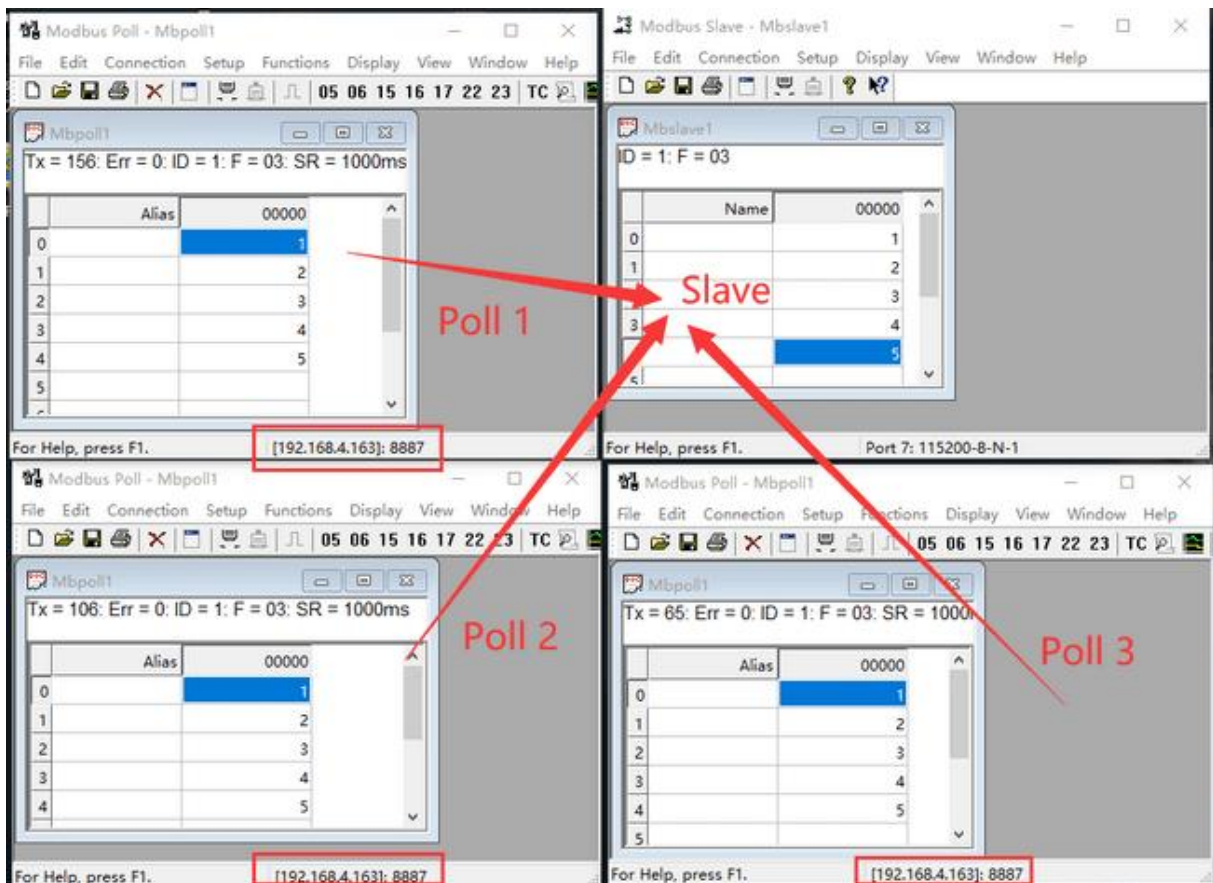 Modbus Poll - Mbpoll1
File Edit Connection Setup Functions Display View Window Help
05 06 15 16 17 22 23 TC
Mbpoll1
Tx = 156: Err = 0: ID = 1: F = 03: SR = 1000ms
Alias 00000
0 1
1 2
2 3
3 4
4 5
5
Poll 1
For Help, press F1. [192.168.4.163]: 8887
Modbus Slave - Mbslave1
File Edit Connection Setup Display View Window Help
Mbslave1
ID = 1: F = 03
Name 00000
0 1
1 2
3
3 4
5
5
Slave
For Help, press F1. Port 7: 115200-8-N-1
Modbus Poll - Mbpoll1
File Edit Connection Setup Functions Display View Window Help
05 06 15 16 17 22 23 TC
Mbpoll1
Tx = 106: Err = 0: ID = 1: F = 03: SR = 1000ms
Alias 00000
0 1
1 2
2 3
3 4
4 5
Poll 2
For Help, press F1. [192.168.4.163]: 8887
Modbus Poll - Mbpoll1
File Edit Connection Setup Functions Display View Window Help
05 06 15 16 17 22 23 TC
Mbpoll1
Tx = 65: Err = 0: ID = 1: F = 03: SR = 1000
Alias 00000
0 1
1 2
2 3
3 4
4 5
5
Poll 3
For Help, press F1. [192.168.4.163]: 8887